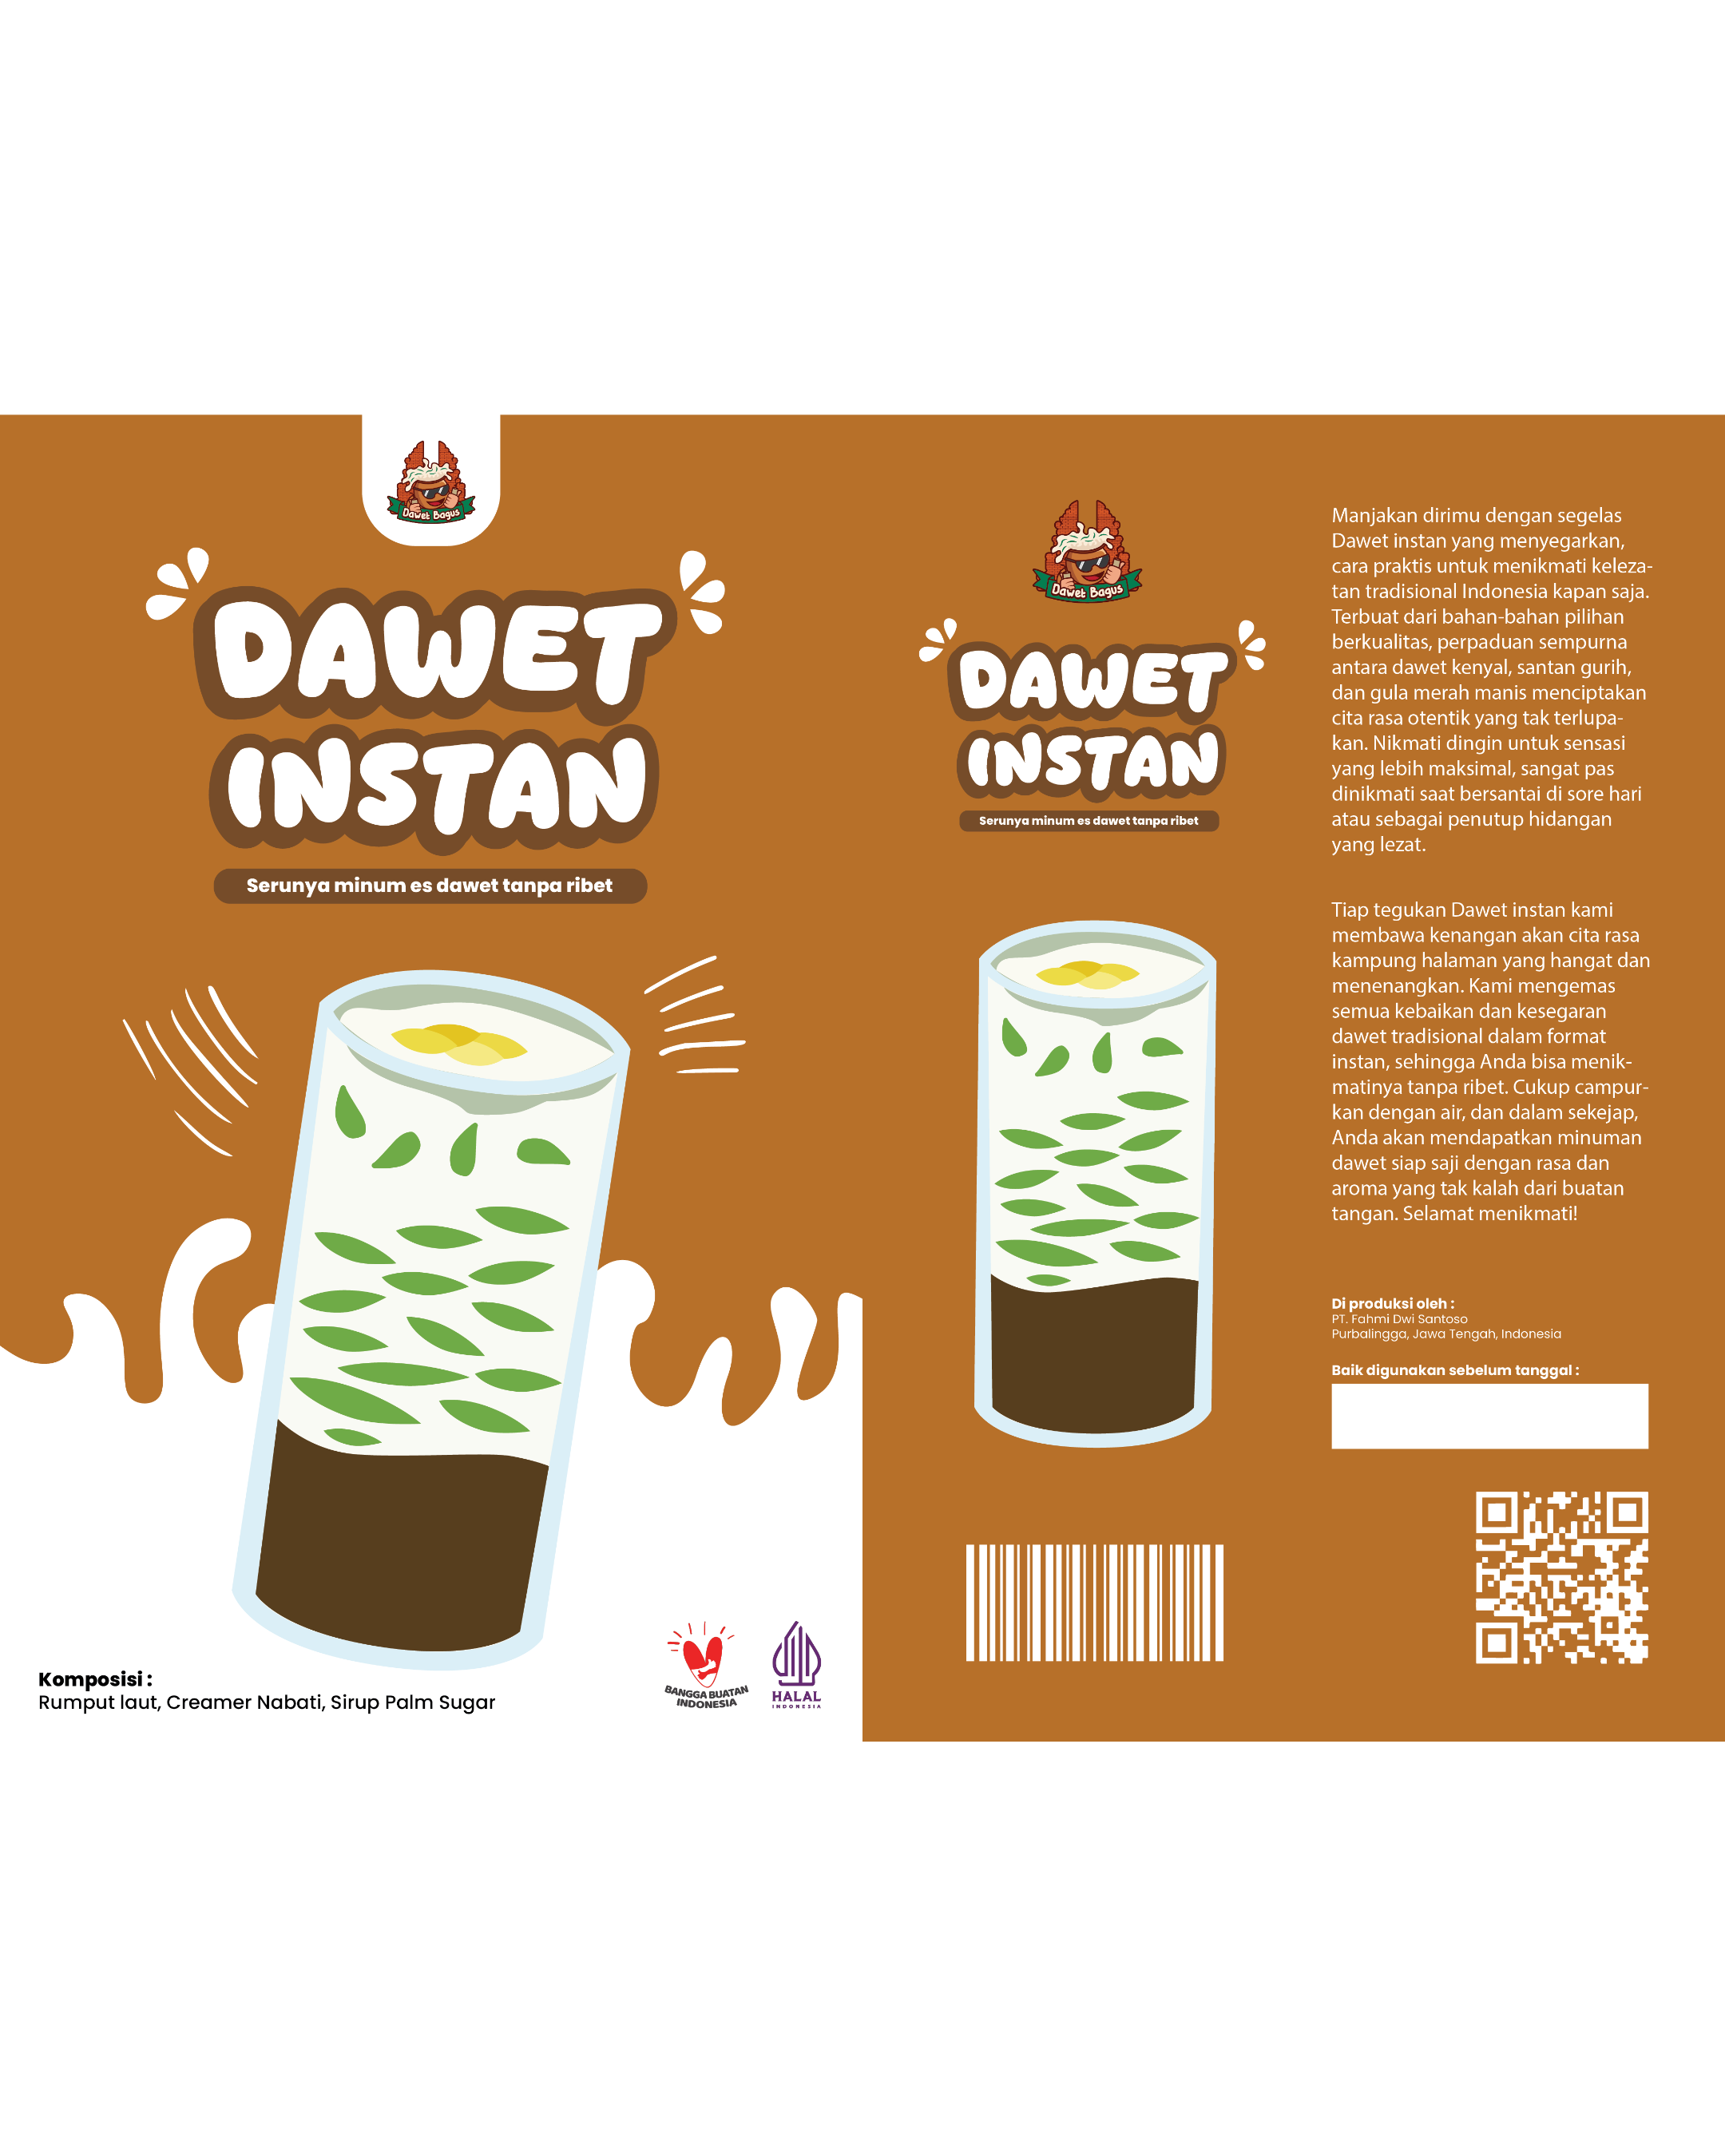 Dawet Bagus
DAWET
INSTAN
Serunya minum es dawet tanpa ribet
Komposisi :
Rumput laut, Creamer Nabati, Sirup Palm Sugar
BANGGA BUATAN
INDONESIA
HALAL
INDONESIA
Dawet Bagus
DAWET
INSTAN
Serunya minum es dawet tanpa ribet
Manjakan dirimu dengan segelas
Dawet instan yang menyegarkan,
cara praktis untuk menikmati keleza-
tan tradisional Indonesia kapan saja.
Terbuat dari bahan-bahan pilihan
berkualitas, perpaduan sempurna
antara dawet kenyal, santan gurih,
dan gula merah manis menciptakan
cita rasa otentik yang tak terlupa-
kan. Nikmati dingin untuk sensasi
yang lebih maksimal, sangat pas
dinikmati saat bersantai di sore hari
atau sebagai penutup hidangan
yang lezat.
Tiap tegukan Dawet instan kami
membawa kenangan akan cita rasa
kampung halaman yang hangat dan
menenangkan. Kami mengemas
semua kebaikan dan kesegaran
dawet tradisional dalam format
instan, sehingga Anda bisa menik-
matinya tanpa ribet. Cukup campur-
kan dengan air, dan dalam sekejap,
Anda akan mendapatkan minuman
dawet siap saji dengan rasa dan
aroma yang tak kalah dari buatan
tangan. Selamat menikmati!
Di produksi oleh :
PT. Fahmi Dwi Santoso
Purbalingga, Jawa Tengah, Indonesia
Baik digunakan sebelum tanggal :